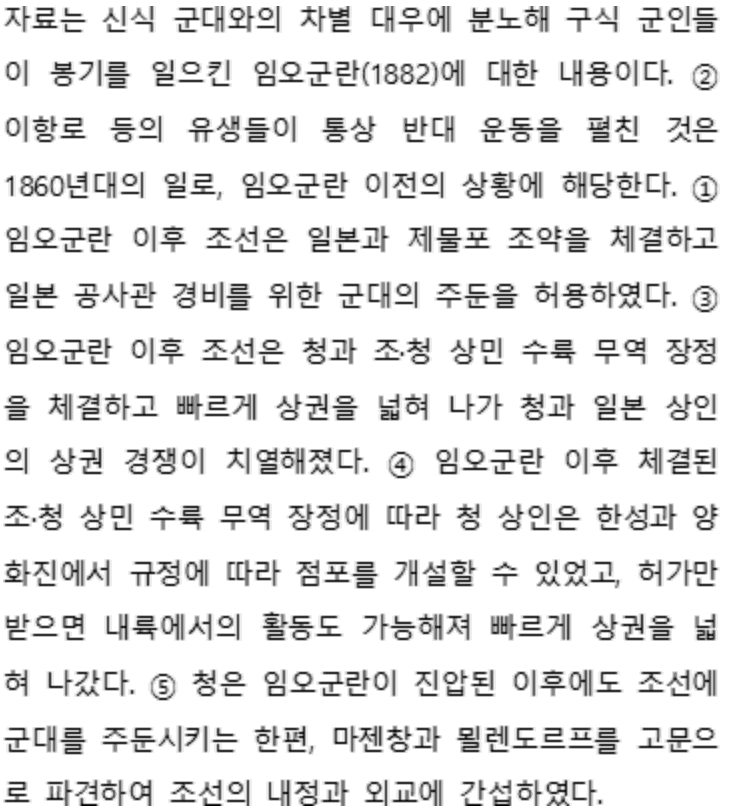 자료는 신식 군대와의 차별 대우에 분노해 구식 군인들
이 봉기를 일으킨 임오군란(1882)에 대한 내용이다. ②
이항로 등의 유생들이 통상 반대 운동을 펼친 것은
1860년대의 일로, 임오군란 이전의 상황에 해당한다. ①
임오군란 이후 조선은 일본과 제물포 조약을 체결하고
일본 공사관 경비를 위한 군대의 주둔을 허용하였다. ③
임오군란 이후 조선은 청과 조·청 상민 수륙 무역 장정
을 체결하고 빠르게 상권을 넓혀 나가 청과 일본 상인
의 상권 경쟁이 치열해졌다. ④ 임오군란 이후 체결된
조·청 상민 수륙 무역 장정에 따라 청 상인은 한성과 양
화진에서 규정에 따라 점포를 개설할 수 있었고, 허가만
받으면 내륙에서의 활동도 가능해져 빠르게 상권을 넓
혀 나갔다. ⑤ 청은 임오군란이 진압된 이후에도 조선에
군대를 주둔시키는 한편, 마젠창과 묄렌도르프를 고문으
로 파견하여 조선의 내정과 외교에 간섭하였다.